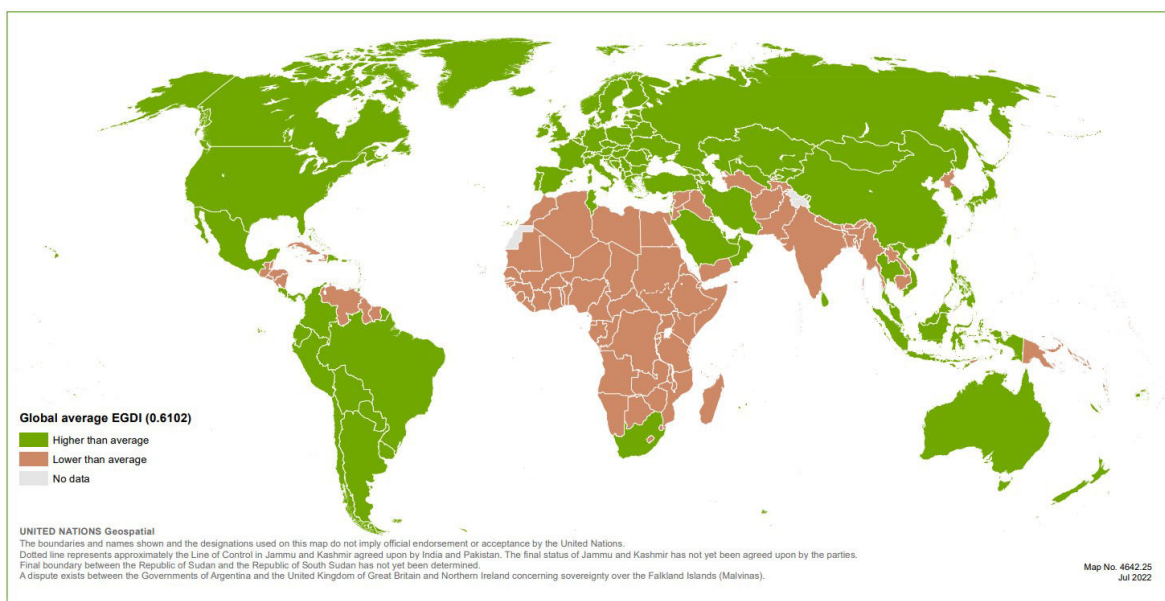 Global average EGDI (0.6102)
Higher than average
Lower than average
No data
UNITED NATIONS Geospatial
The boundaries and names shown and the designations used on this map do not imply official endorsement or acceptance by the United Nations.
Dotted line represents approximately the Line of Control in Jammu and Kashmir agreed upon by India and Pakistan. The final status of Jammu and Kashmir has not yet been agreed upon by the parties.
Final boundary between the Republic of Sudan and the Republic of South Sudan has not yet been determined.
A dispute exists between the Governments of Argentina and the United Kingdom of Great Britain and Northern Ireland concerning sovereignty over the Falkland Islands (Malvinas).
Map No. 4642.25
Jul 2022